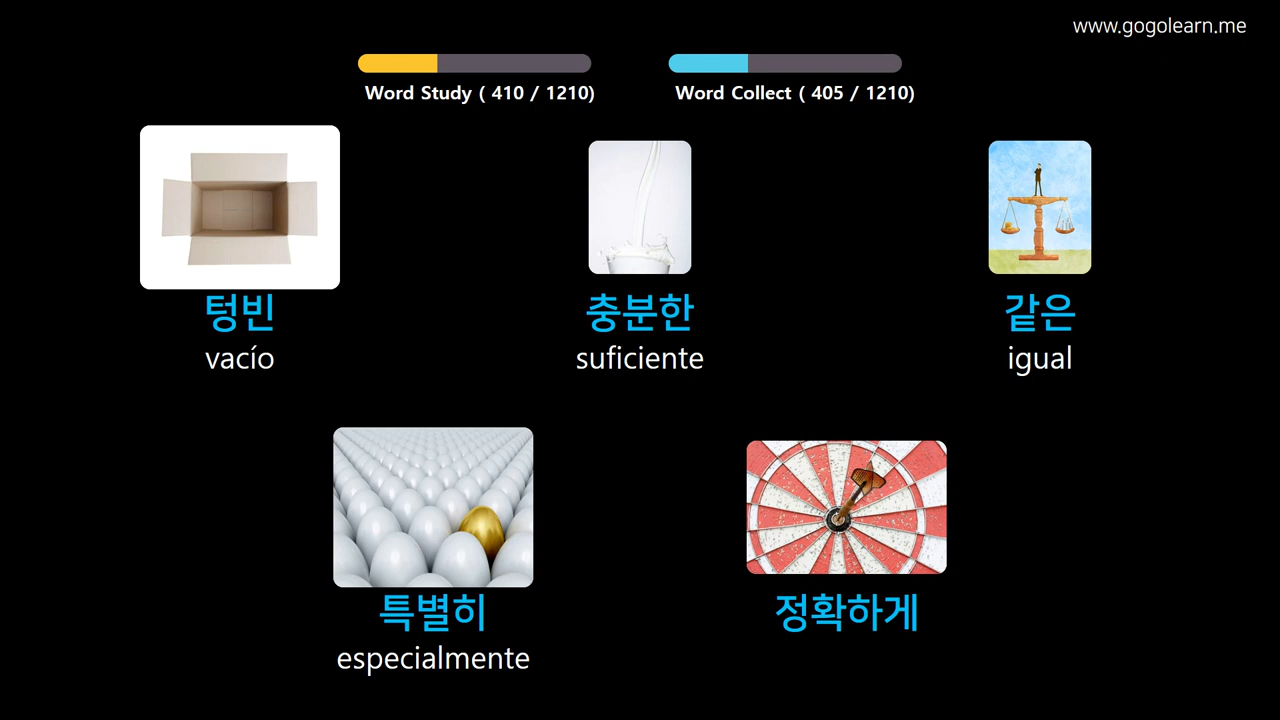 www.gogolearn.me
Word Study ( 410 / 1210)
Word Collect ( 405 / 1210)
텅빈
vacío
충분한
suficiente
같은
igual
특별히
especialmente
정확하게